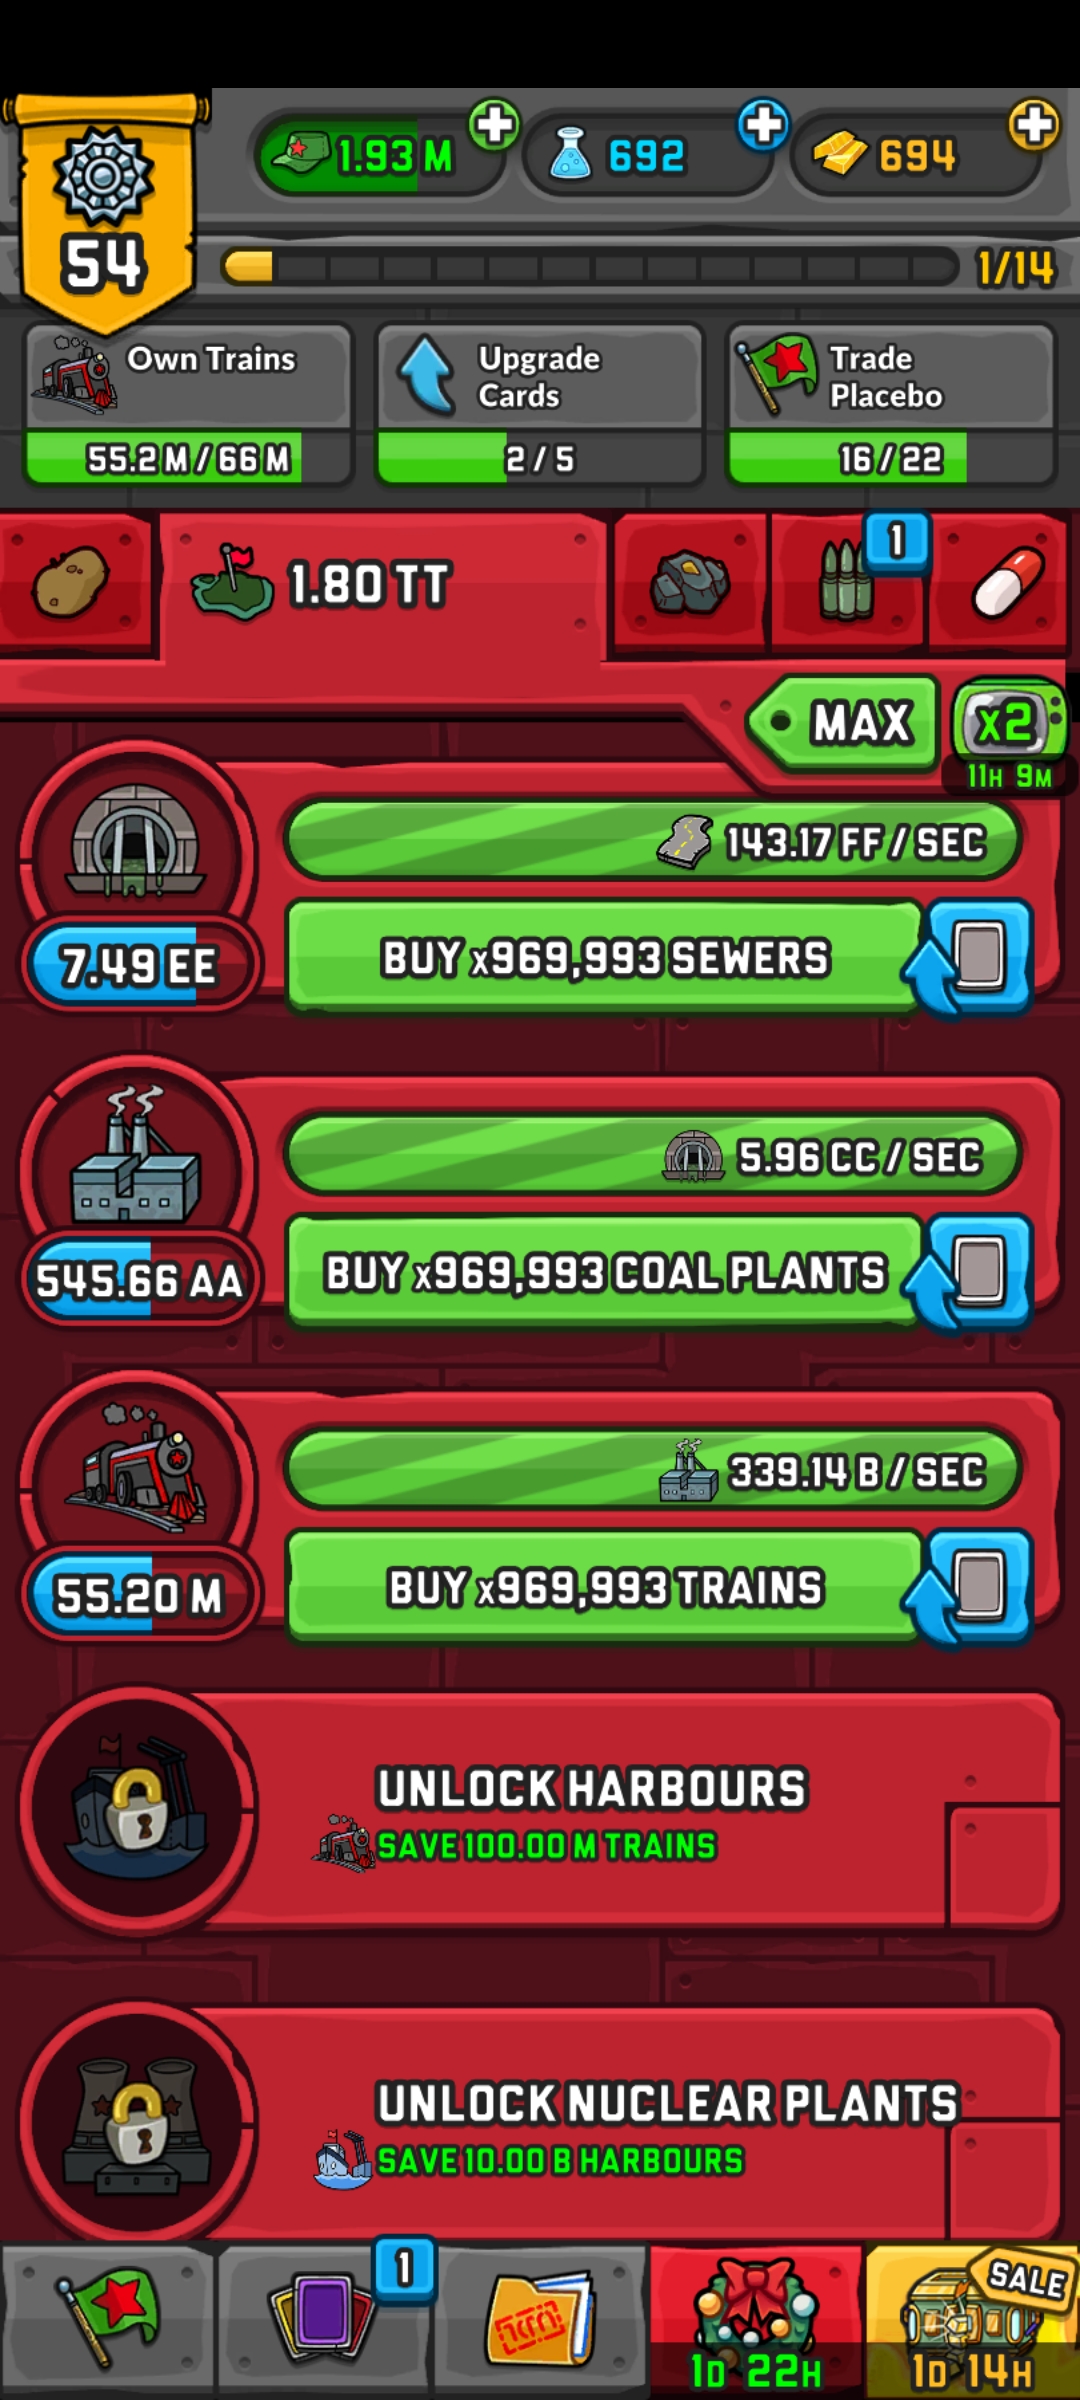 54
1.93 M
692
694
1/14
Own Trains
55.2 M / 66 M
Upgrade
Cards
2 / 5
Trade
Placebo
16 / 22
1.80 TT
1
MAX
X2
11H 9M
143.17 FF / SEC
7.49 EE
BUY x969,993 SEWERS
5.96 CC / SEC
545.66 AA
BUY x969,993 COAL PLANTS
339.14 B / SEC
55.20 M
BUY x969,993 TRAINS
UNLOCK HARBOURS
SAVE 100.00 M TRAINS
UNLOCK NUCLEAR PLANTS
SAVE 10.00 B HARBOURS
1
SALE
1D 22H
1D 14H